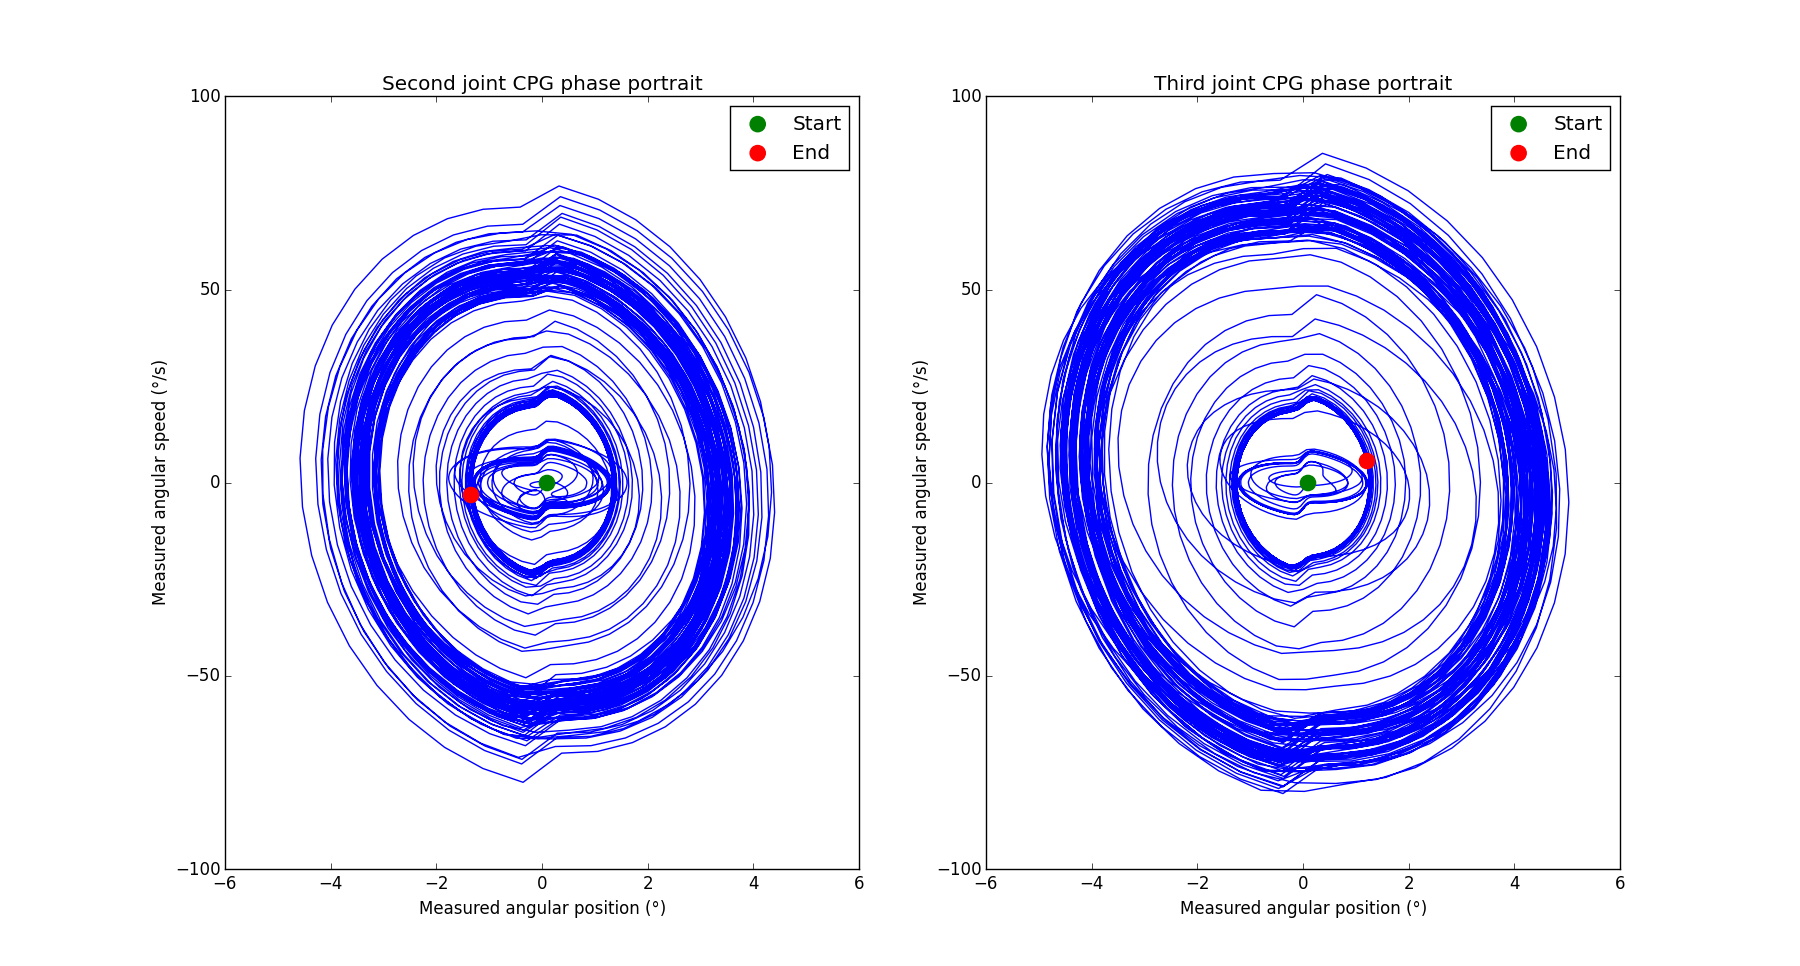 Second joint CPG phase portrait
100
50
0
−50
−100
−6
−4
−2
0
2
4
6
Measured angular speed (°/s)
Measured angular position (°)
Start
End
Third joint CPG phase portrait
100
50
0
−50
−100
−6
−4
−2
0
2
4
6
Measured angular speed (°/s)
Measured angular position (°)
Start
End